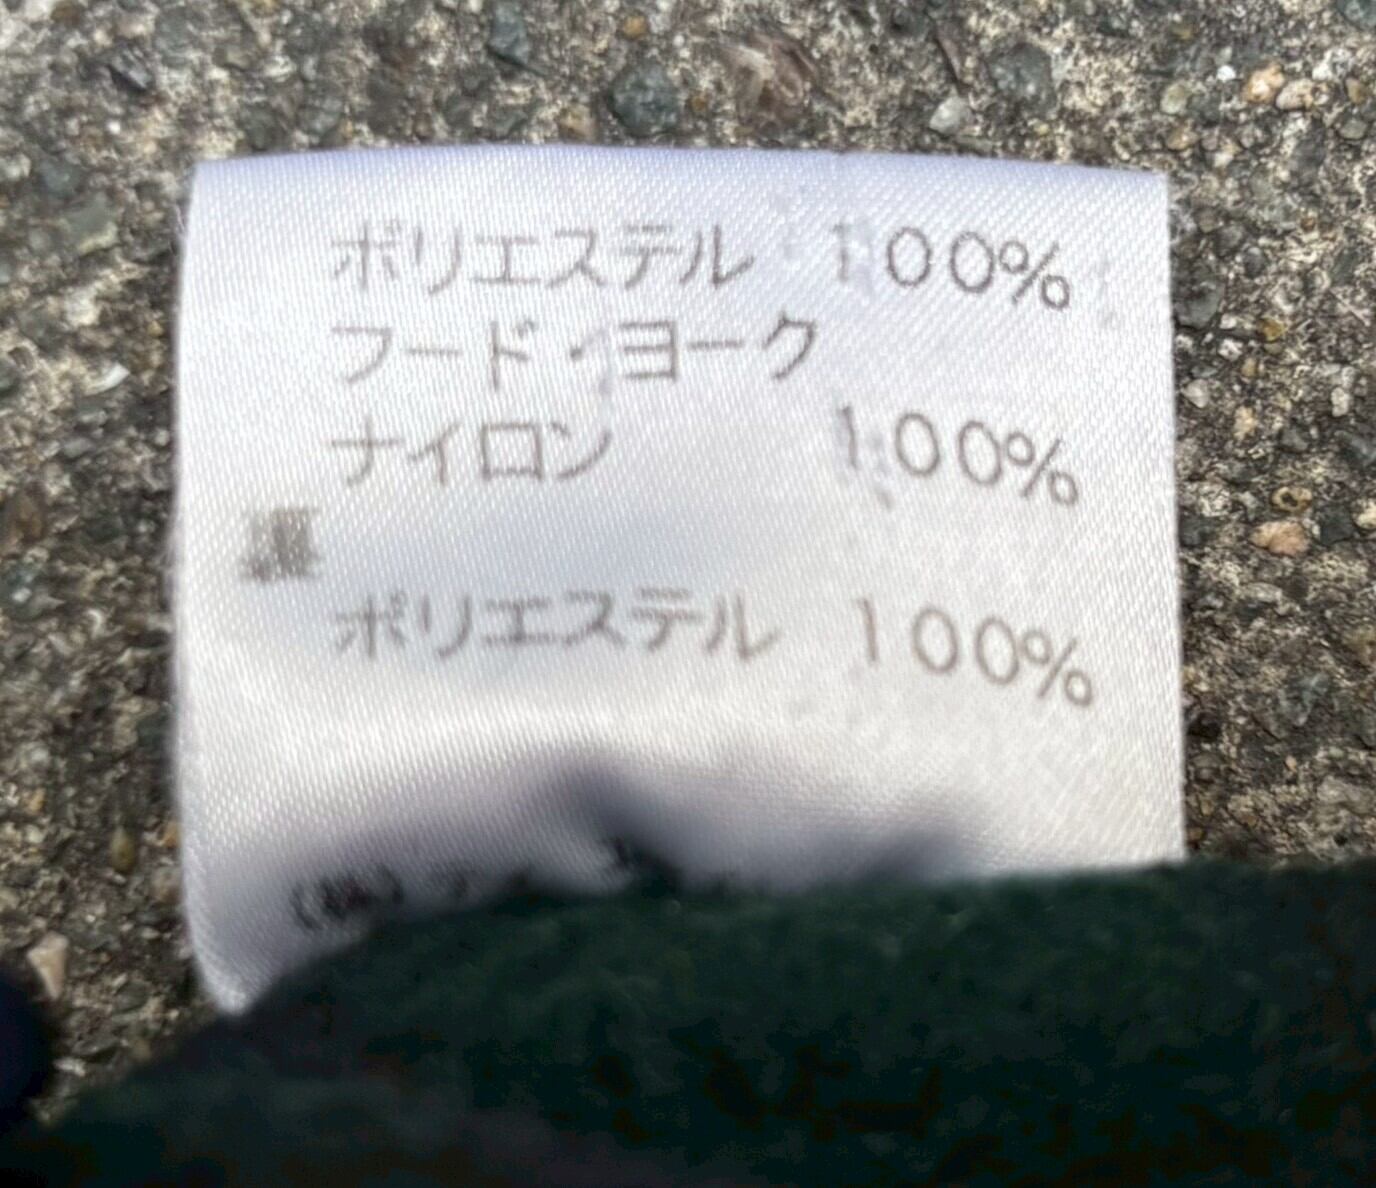 ポリエステル 100%
フード・ヨーク
ナイロン 100%
裏
ポリエステル 100%
(株)